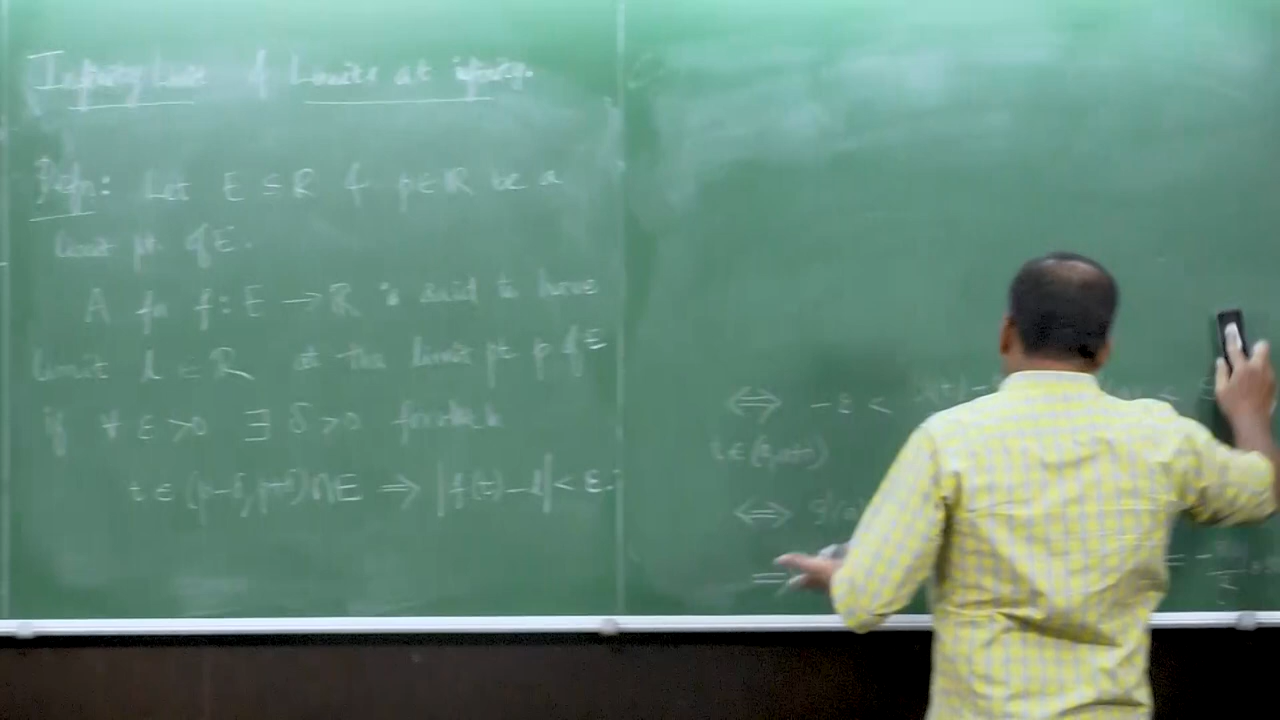 Infinity limit & Limits at infinity.
Defn: Let E ⊆ ℝ & p ∈ ℝ be a
limit pt. of E.
A fn f : E → ℝ is said to have
limit l ∈ ℝ at the limit pt p of E
if ∀ ε > 0 ∃ δ > 0 for which
t ∈ (p-δ, p+δ) ∩ E ⇒ |f(t) - l| < ε.
⇔ -ε <
⇔